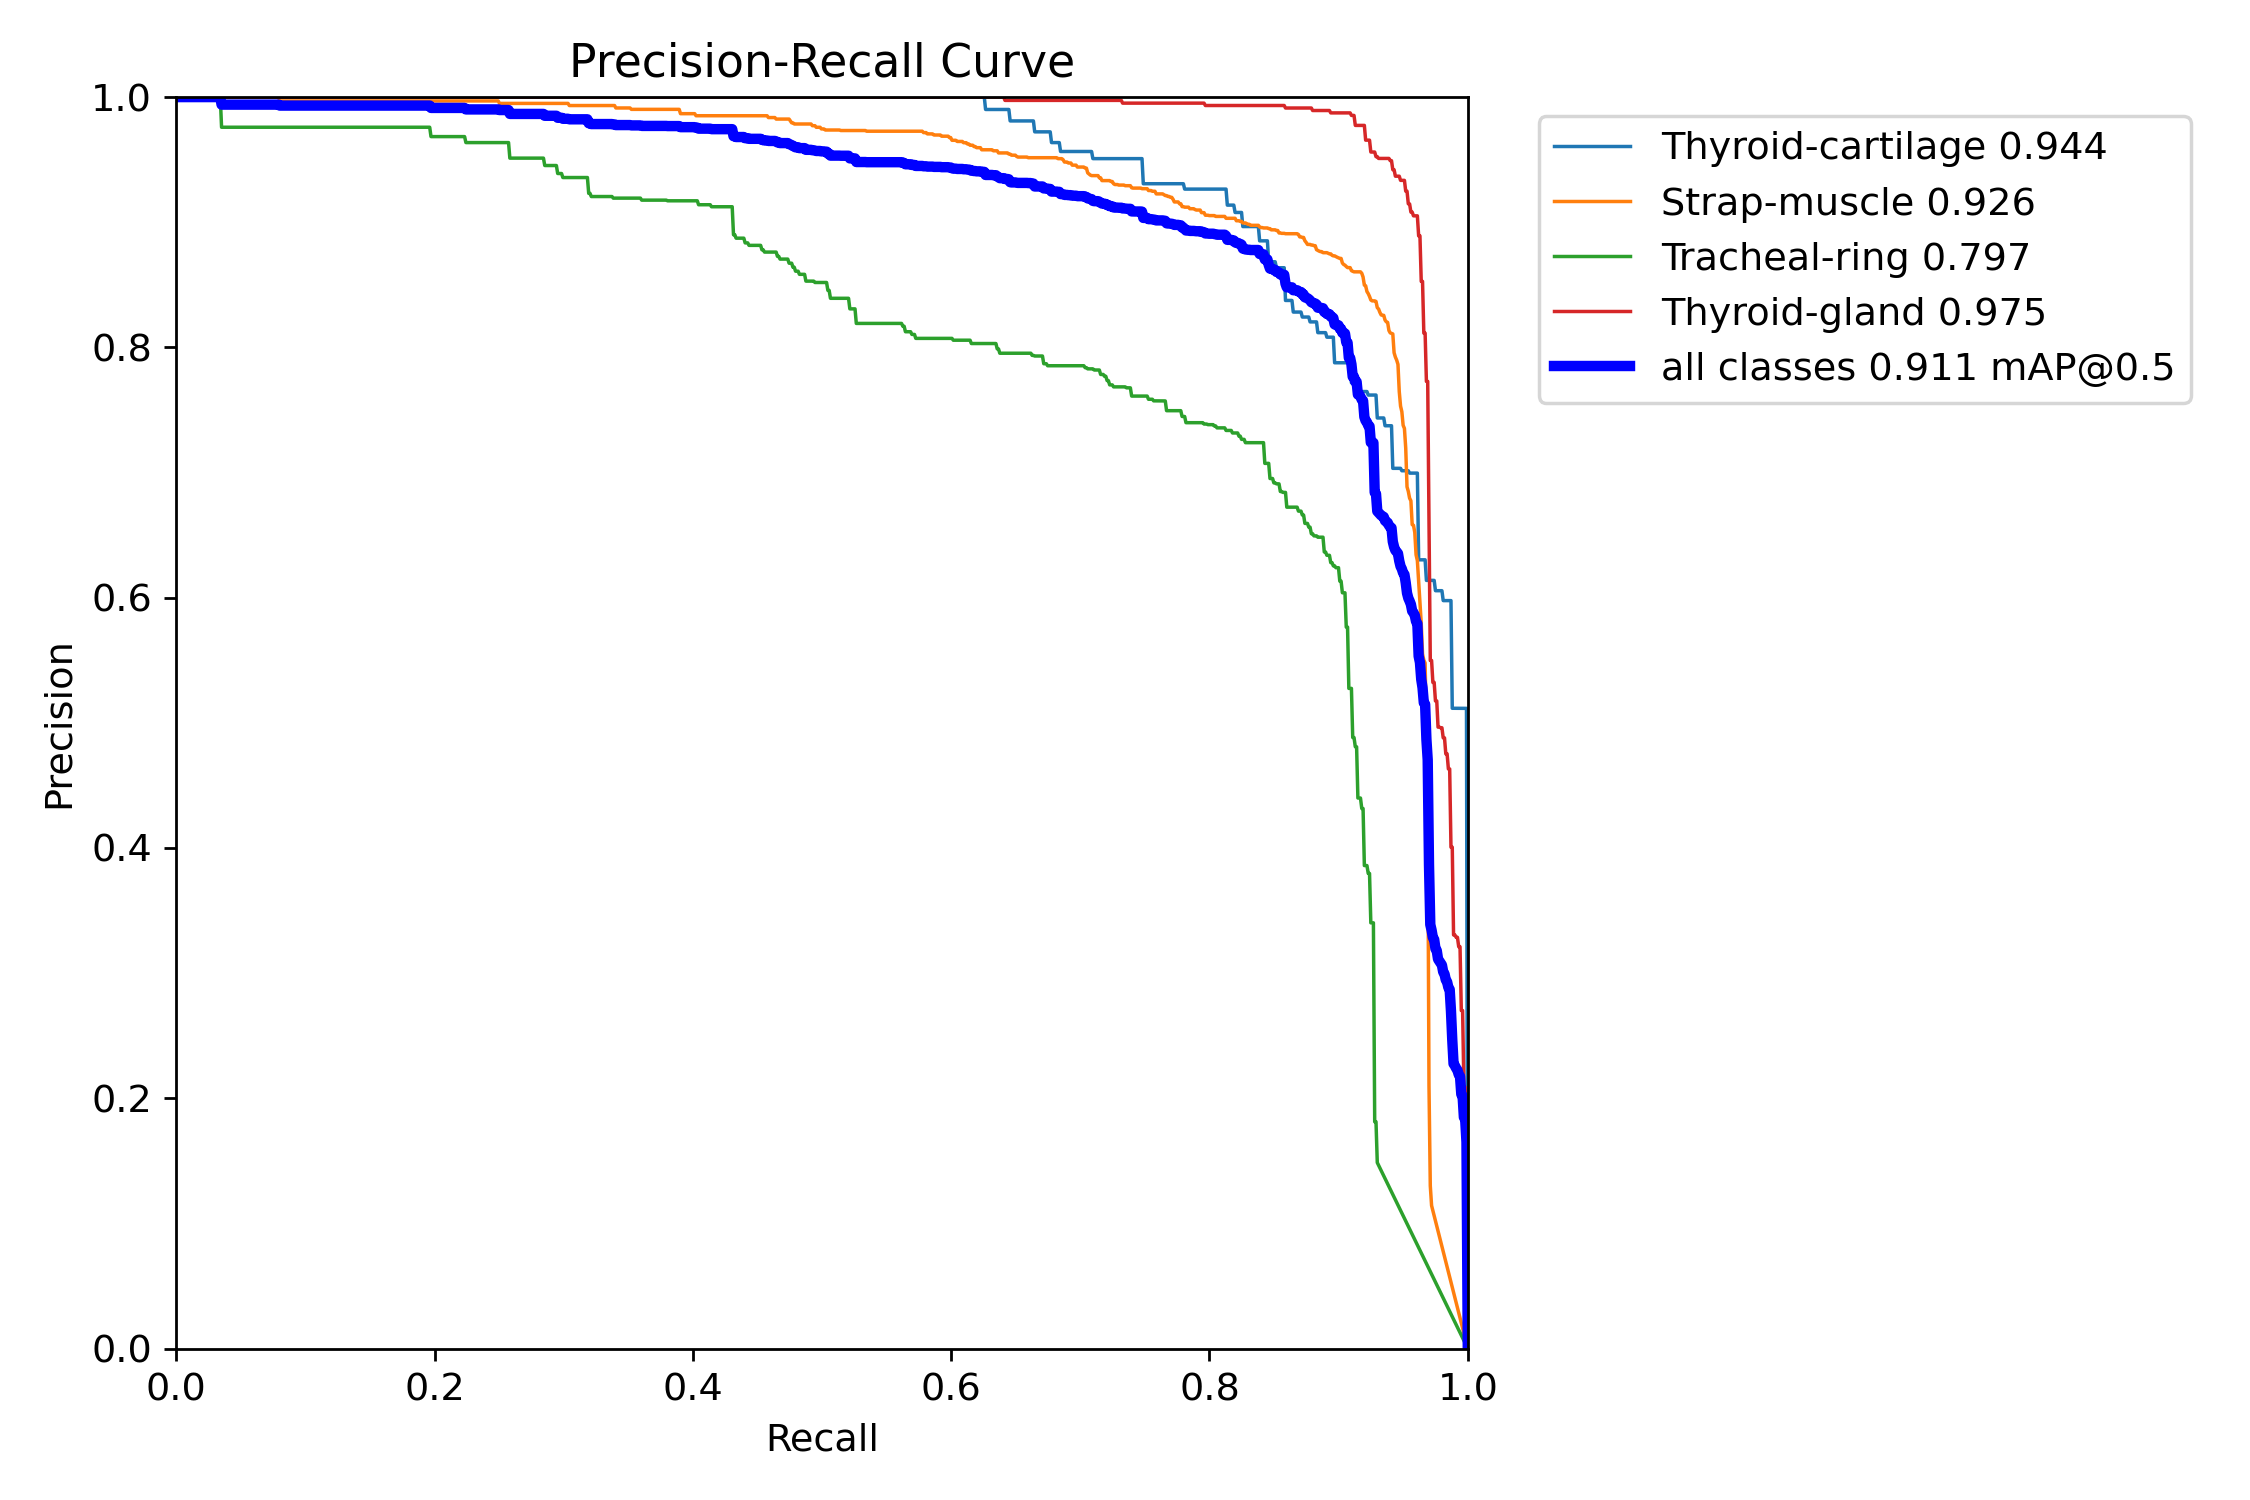 Precision-Recall Curve
1.0
0.8
0.6
0.4
0.2
0.0
Precision
0.0 0.2 0.4 0.6 0.8 1.0
Recall
Thyroid-cartilage 0.944
Strap-muscle 0.926
Tracheal-ring 0.797
Thyroid-gland 0.975
all classes 0.911 mAP@0.5